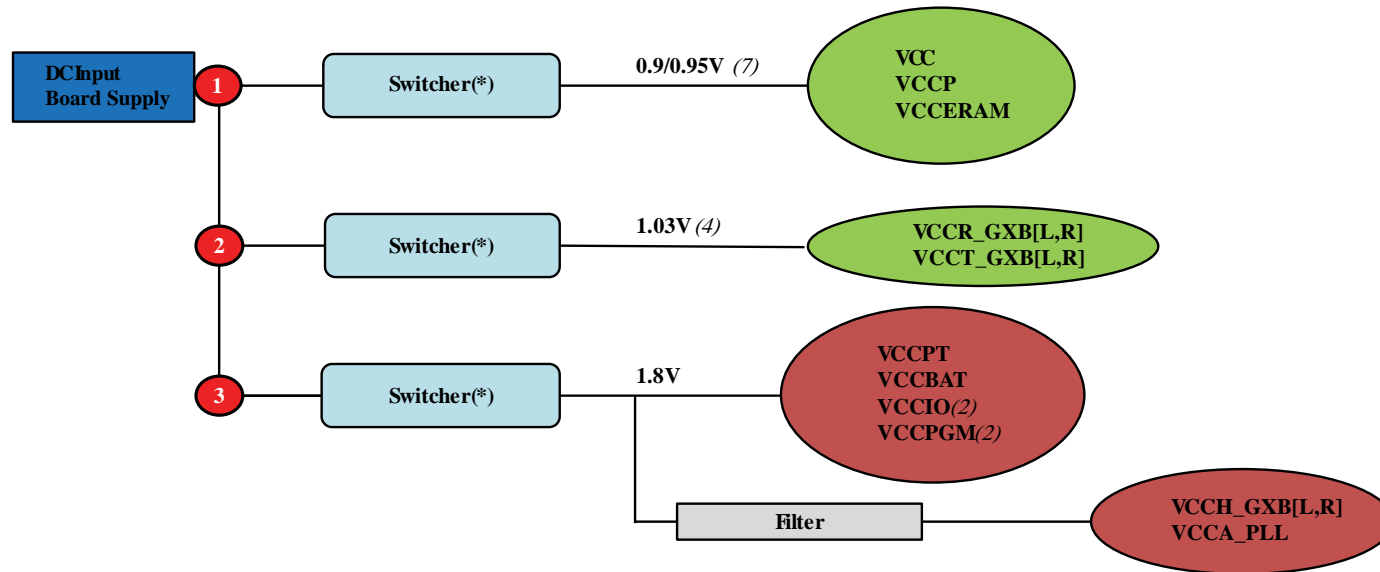 DCInput
Board Supply
1
Switcher(*)
0.9/0.95V (7)
VCC
VCCP
VCCERAM
2
Switcher(*)
1.03V (4)
VCCR_GXB[L,R]
VCCT_GXB[L,R]
3
Switcher(*)
1.8V
VCCPT
VCCBAT
VCCIO(2)
VCCPGM(2)
Filter
VCCH_GXB[L,R]
VCCA_PLL